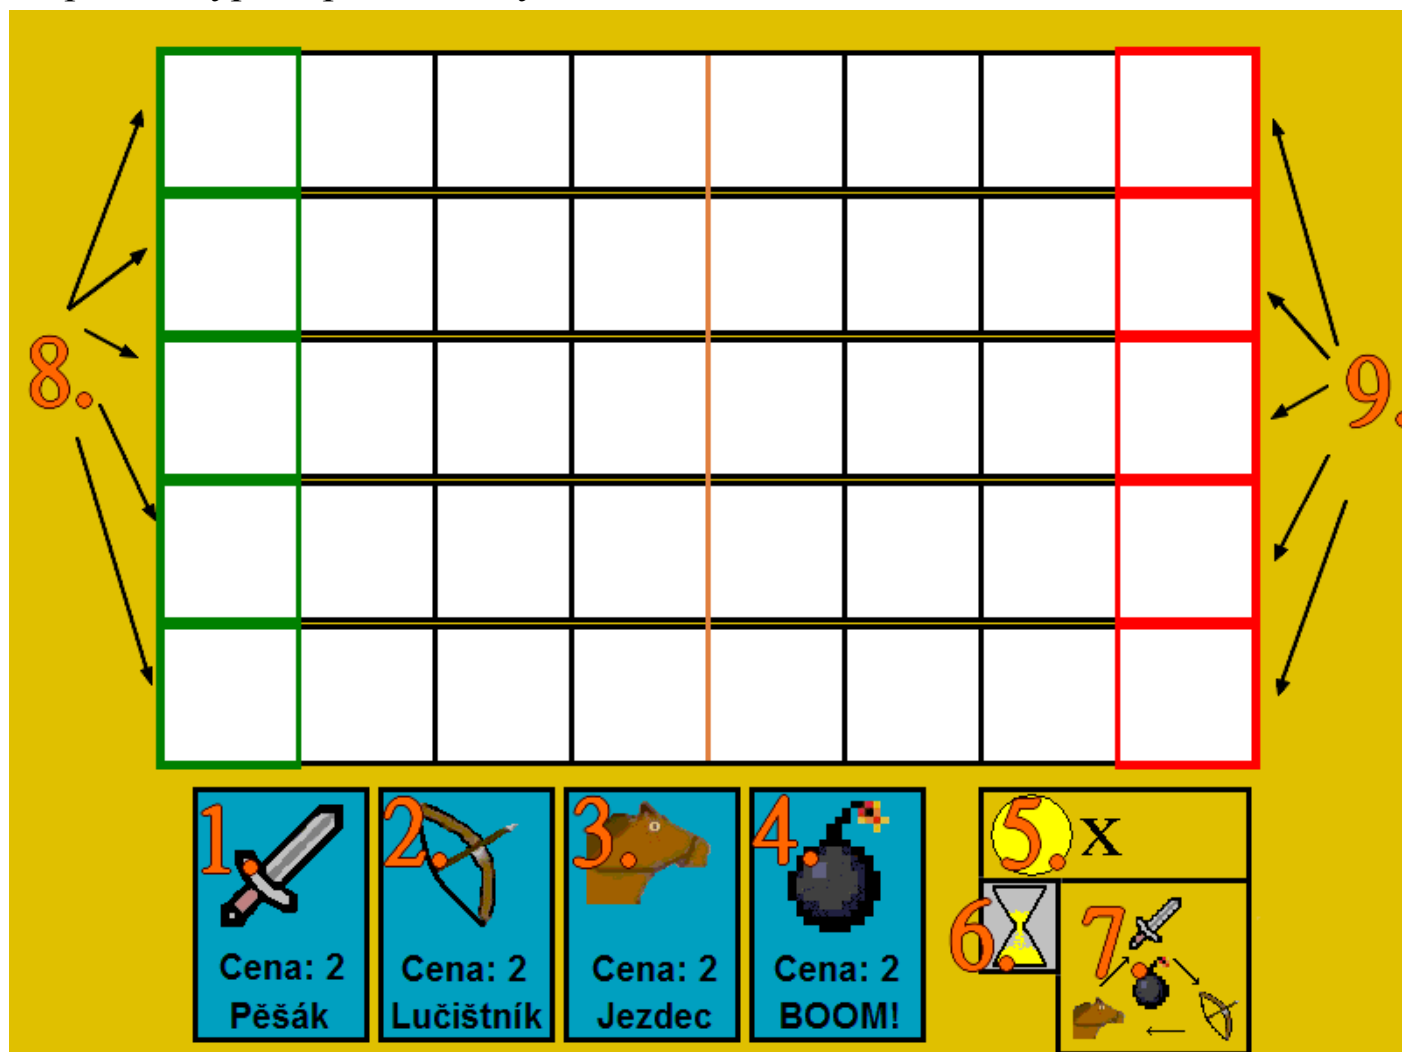 8.
9.
1.
2.
3.
4.
5.
X
6.
7.
Cena: 2
Pěšák
Cena: 2
Lučištník
Cena: 2
Jezdec
Cena: 2
BOOM!